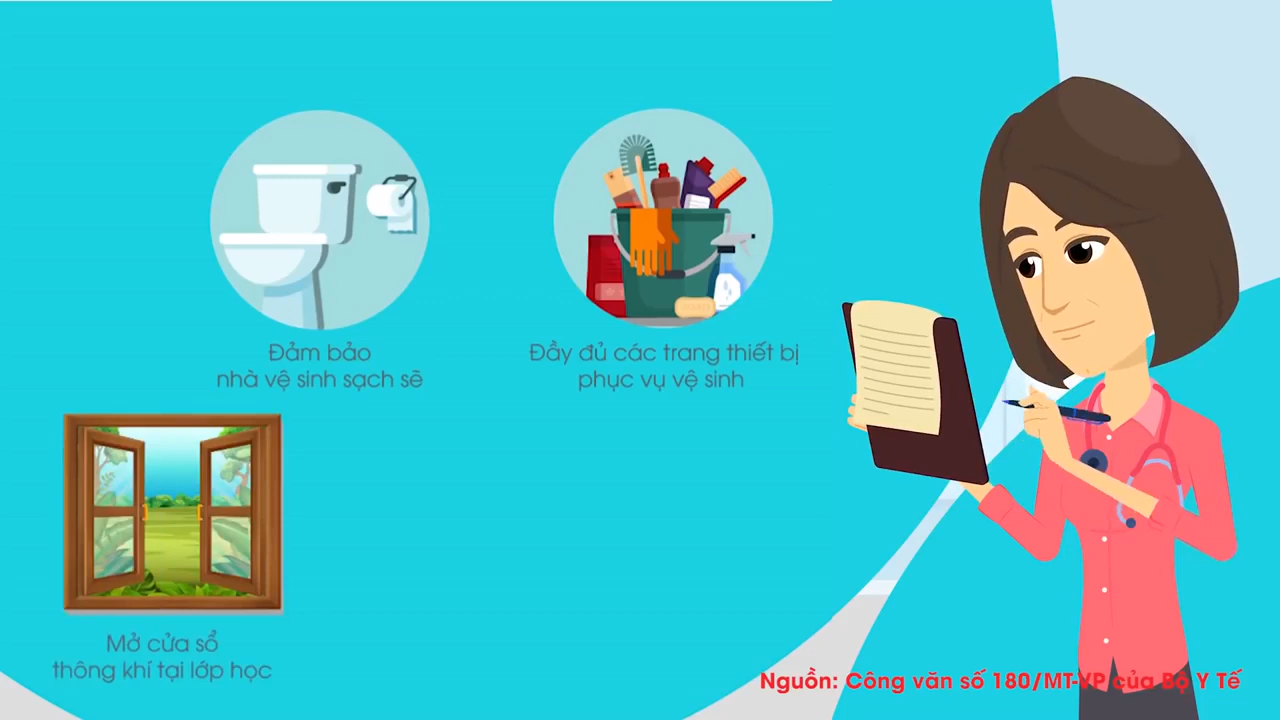 Đảm bảo
nhà vệ sinh sạch sẽ
Đầy đủ các trang thiết bị
phục vụ vệ sinh
Mở cửa sổ
thông khí tại lớp học
Nguồn: Công văn số 180/MT-YP của Bộ Y Tế